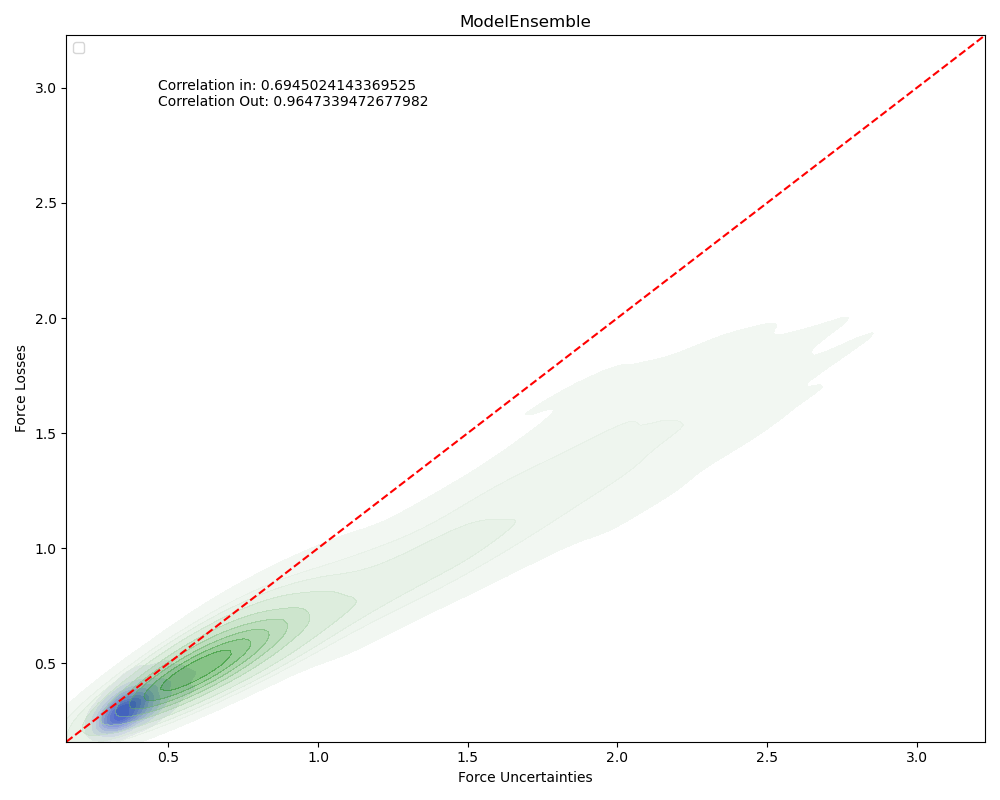 ModelEnsemble
Correlation in: 0.6945024143369525
Correlation Out: 0.9647339472677982
3.0
2.5
2.0
1.5
1.0
0.5
Force Losses
0.5 1.0 1.5 2.0 2.5 3.0
Force Uncertainties